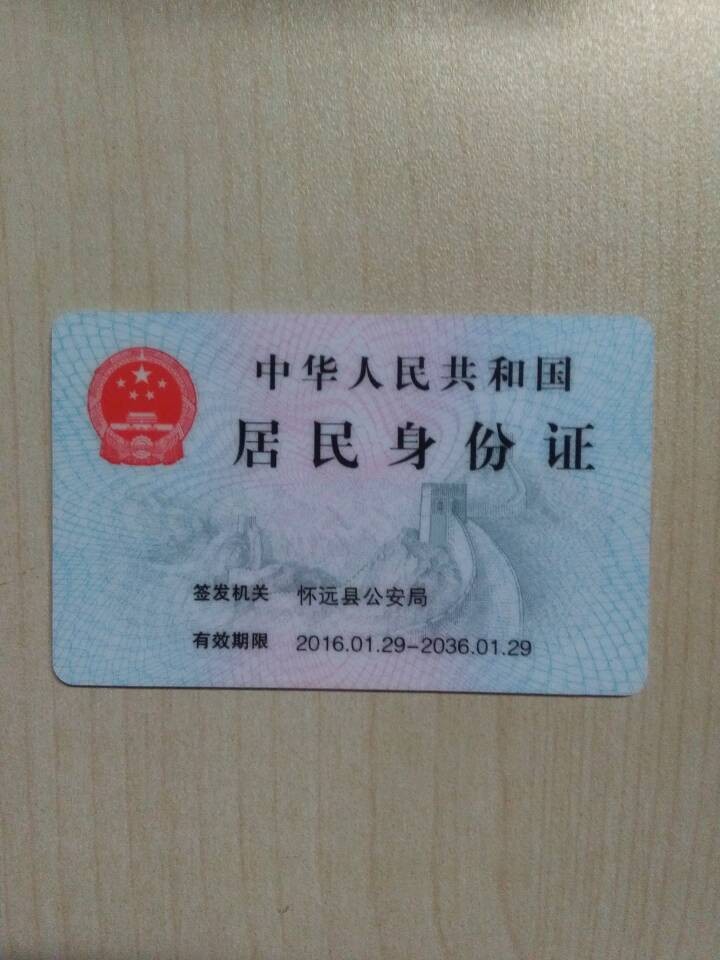 中华人民共和国
居民身份证
签发机关 怀远县公安局
有效期限 2016.01.29-2036.01.29